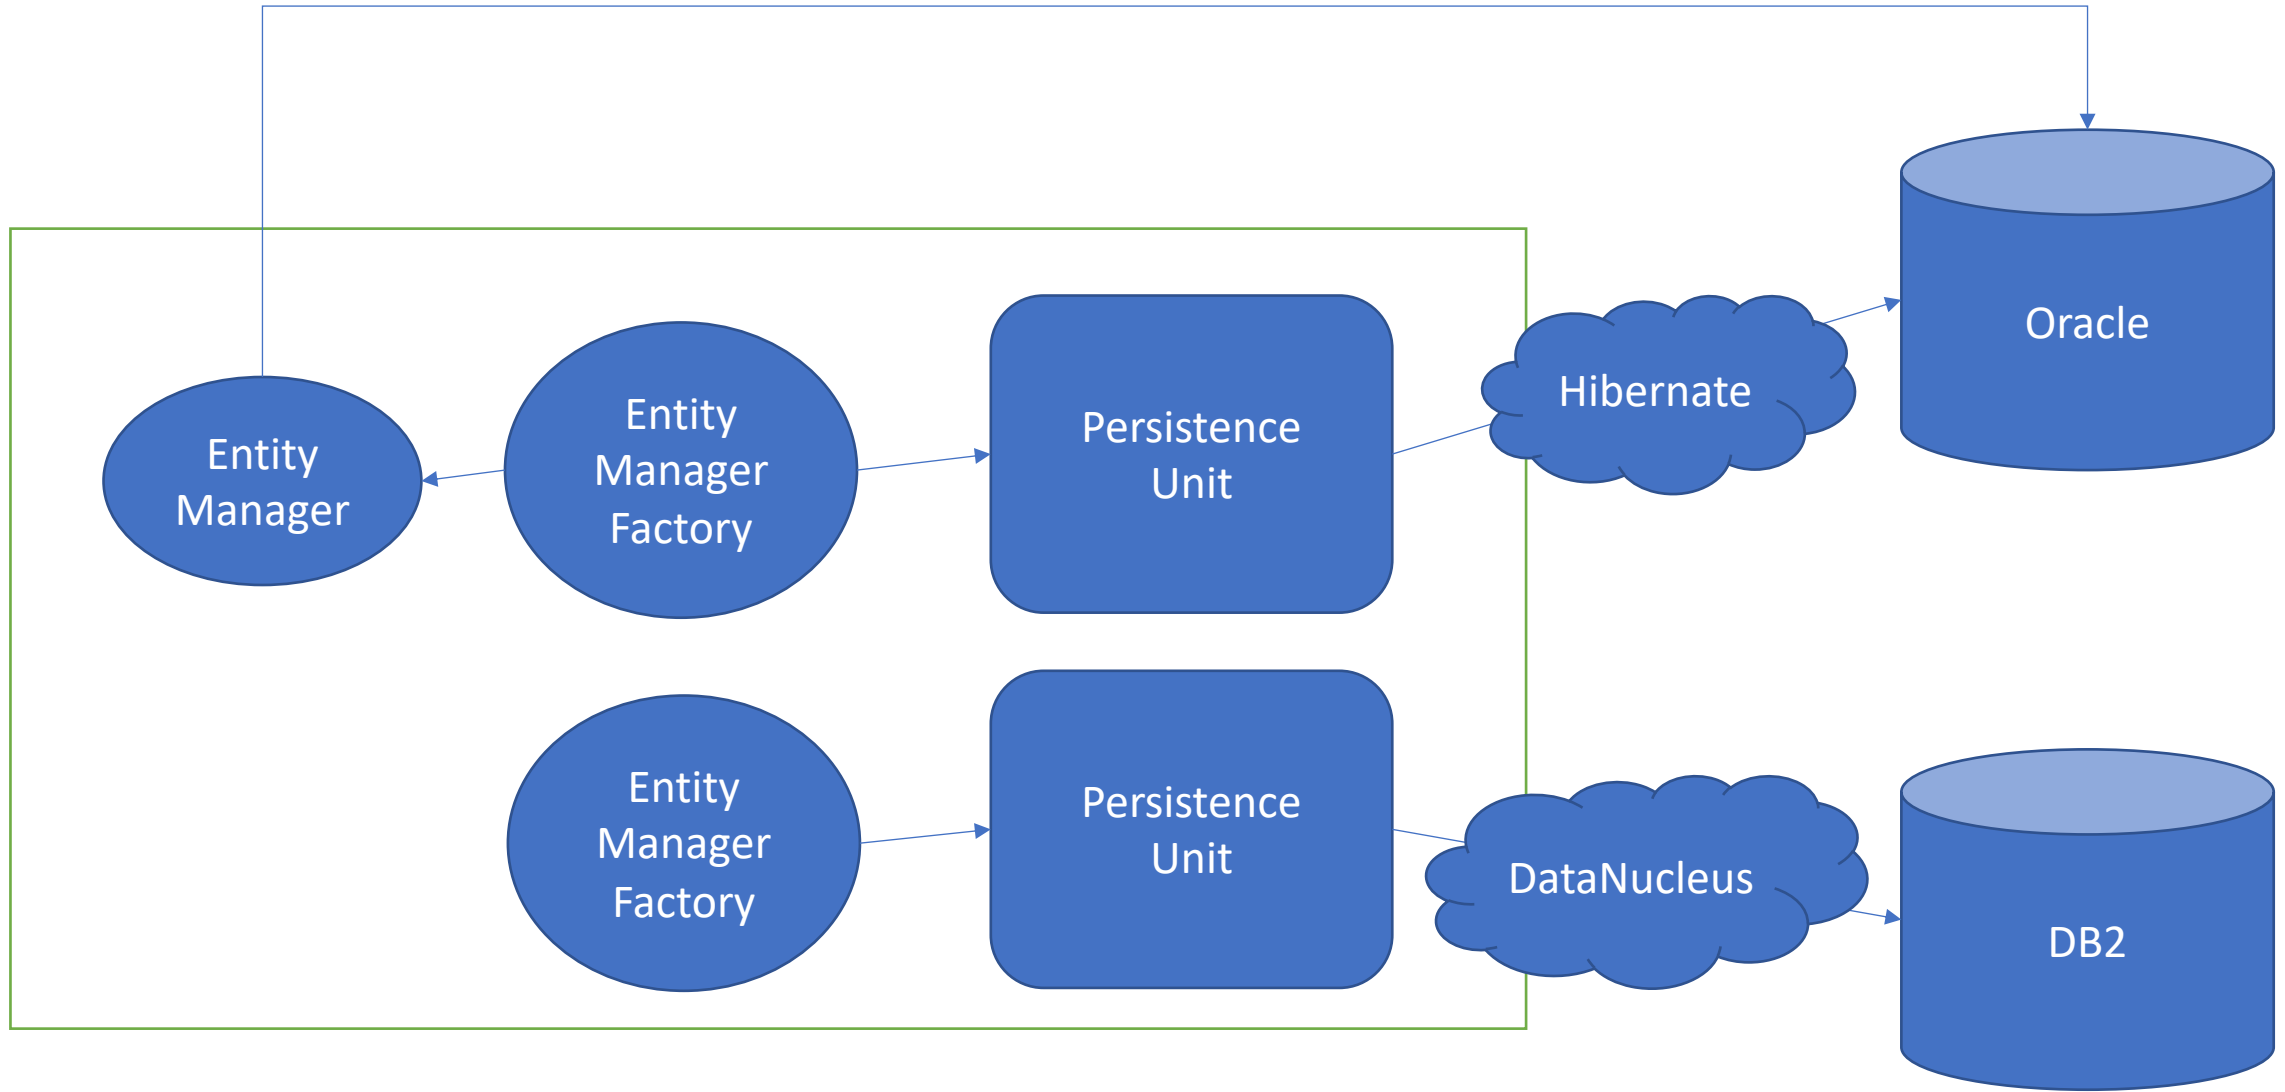 Oracle
Hibernate
Entity
Manager
Factory
Persistence
Unit
Entity
Manager
Entity
Manager
Factory
Persistence
Unit
DataNucleus
DB2